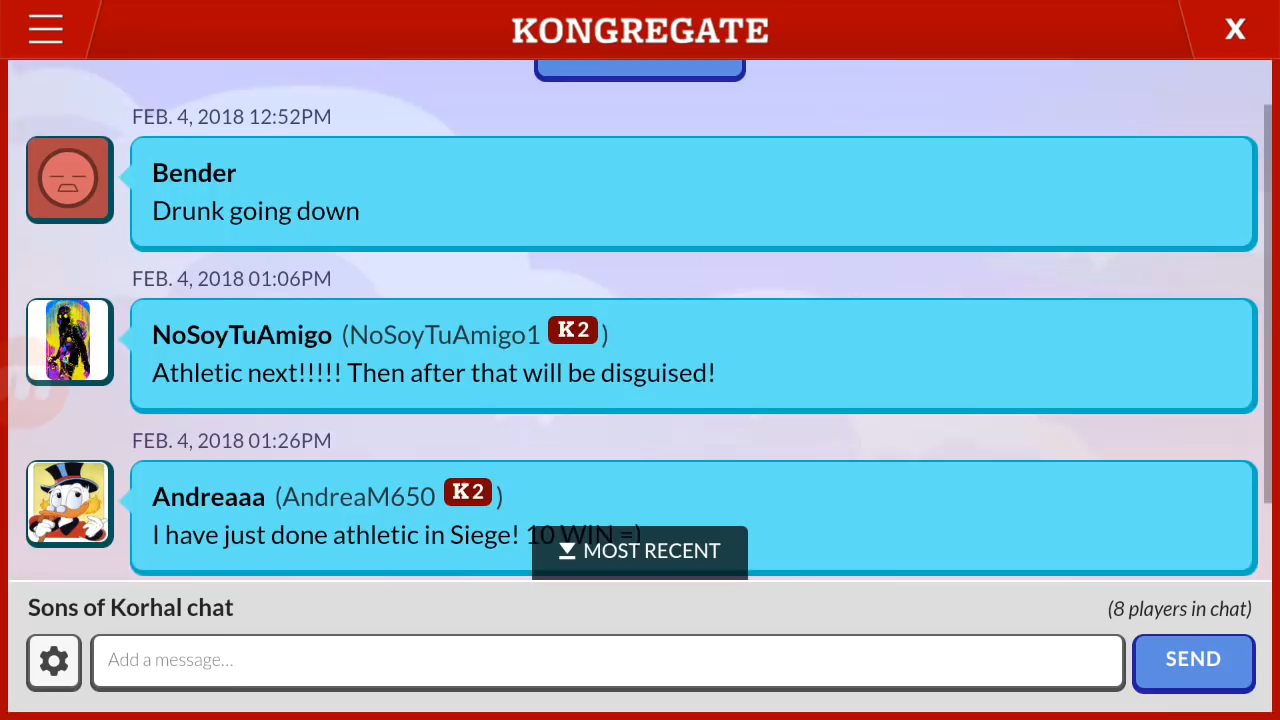 KONGREGATE
X
FEB. 4, 2018 12:52PM
Bender
Drunk going down
FEB. 4, 2018 01:06PM
NoSoyTuAmigo (NoSoyTuAmigo1 K2)
Athletic next!!!!! Then after that will be disguised!
FEB. 4, 2018 01:26PM
Andreaaa (AndreaM650 K2)
I have just done athletic in Siege! 10 WIN =)
MOST RECENT
Sons of Korhal chat
(8 players in chat)
Add a message...
SEND